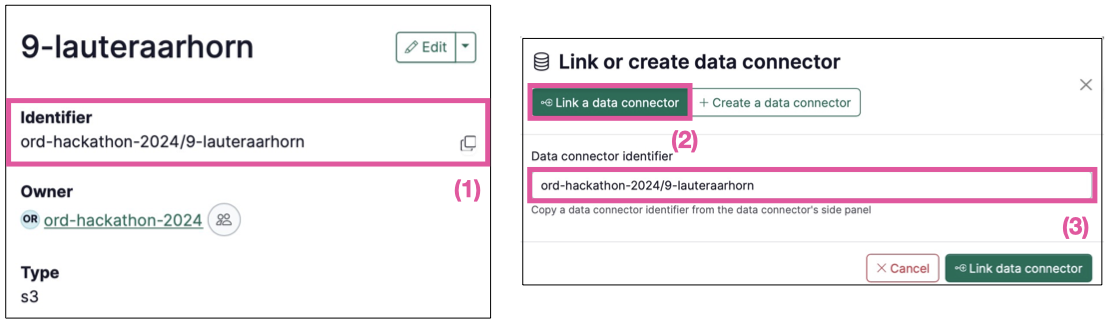 9-lauteraarhorn
Edit
Identifier
ord-hackathon-2024/9-lauteraarhorn
(1)
Owner
OR ord-hackathon-2024
Type
s3
Link or create data connector
Link a data connector
+ Create a data connector
(2)
Data connector identifier
ord-hackathon-2024/9-lauteraarhorn
Copy a data connector identifier from the data connector's side panel
(3)
Cancel
Link data connector